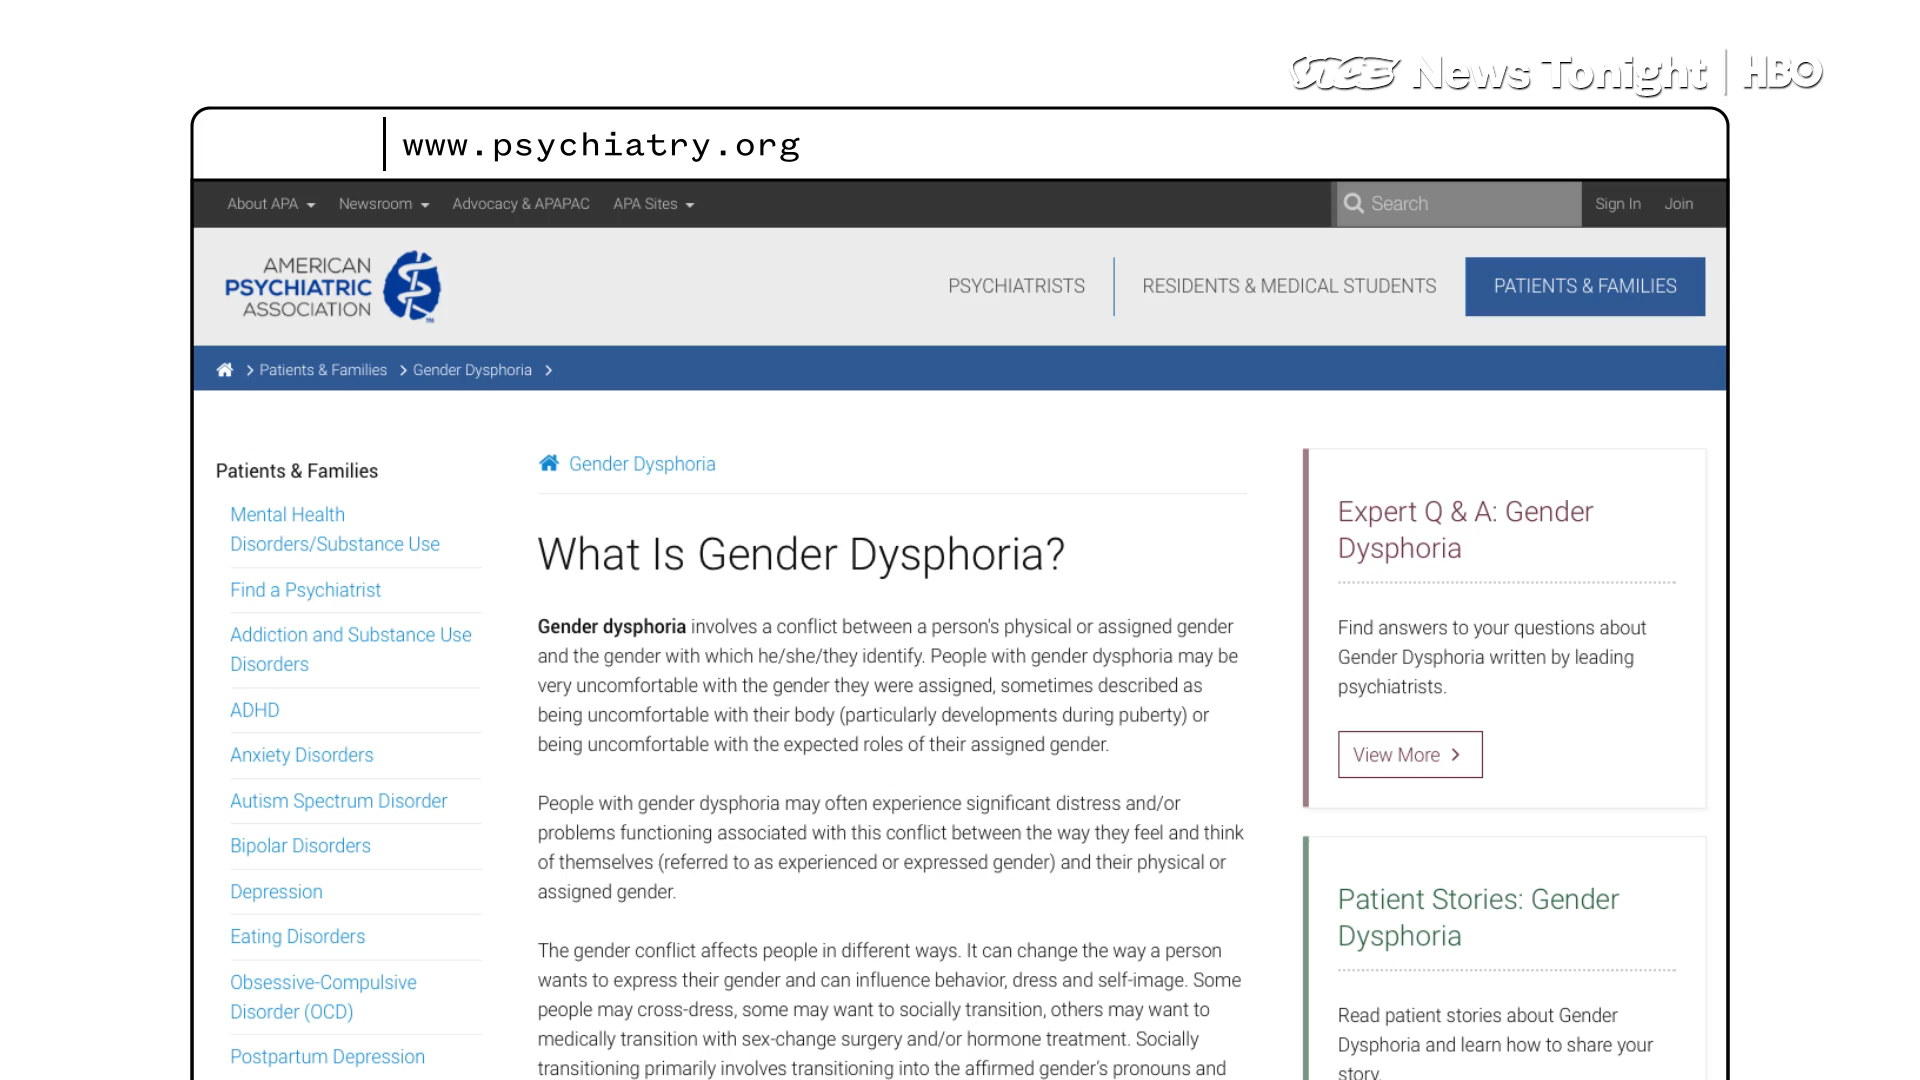 VICE News Tonight | HBO
www.psychiatry.org
About APA
Newsroom
Advocacy & APAPAC
APA Sites
Search
Sign In
Join
AMERICAN
PSYCHIATRIC
ASSOCIATION
PSYCHIATRISTS
RESIDENTS & MEDICAL STUDENTS
PATIENTS & FAMILIES
Patients & Families
Gender Dysphoria
Patients & Families
Mental Health
Disorders/Substance Use
Find a Psychiatrist
Addiction and Substance Use
Disorders
ADHD
Anxiety Disorders
Autism Spectrum Disorder
Bipolar Disorders
Depression
Eating Disorders
Obsessive-Compulsive
Disorder (OCD)
Postpartum Depression
Gender Dysphoria
What Is Gender Dysphoria?
Gender dysphoria involves a conflict between a person's physical or assigned gender
and the gender with which he/she/they identify. People with gender dysphoria may be
very uncomfortable with the gender they were assigned, sometimes described as
being uncomfortable with their body (particularly developments during puberty) or
being uncomfortable with the expected roles of their assigned gender.
People with gender dysphoria may often experience significant distress and/or
problems functioning associated with this conflict between the way they feel and think
of themselves (referred to as experienced or expressed gender) and their physical or
assigned gender.
The gender conflict affects people in different ways. It can change the way a person
wants to express their gender and can influence behavior, dress and self-image. Some
people may cross-dress, some may want to socially transition, others may want to
medically transition with sex-change surgery and/or hormone treatment. Socially
transitioning primarily involves transitioning into the affirmed gender's pronouns and
Expert Q & A: Gender
Dysphoria
Find answers to your questions about
Gender Dysphoria written by leading
psychiatrists.
View More
Patient Stories: Gender
Dysphoria
Read patient stories about Gender
Dysphoria and learn how to share your
story.